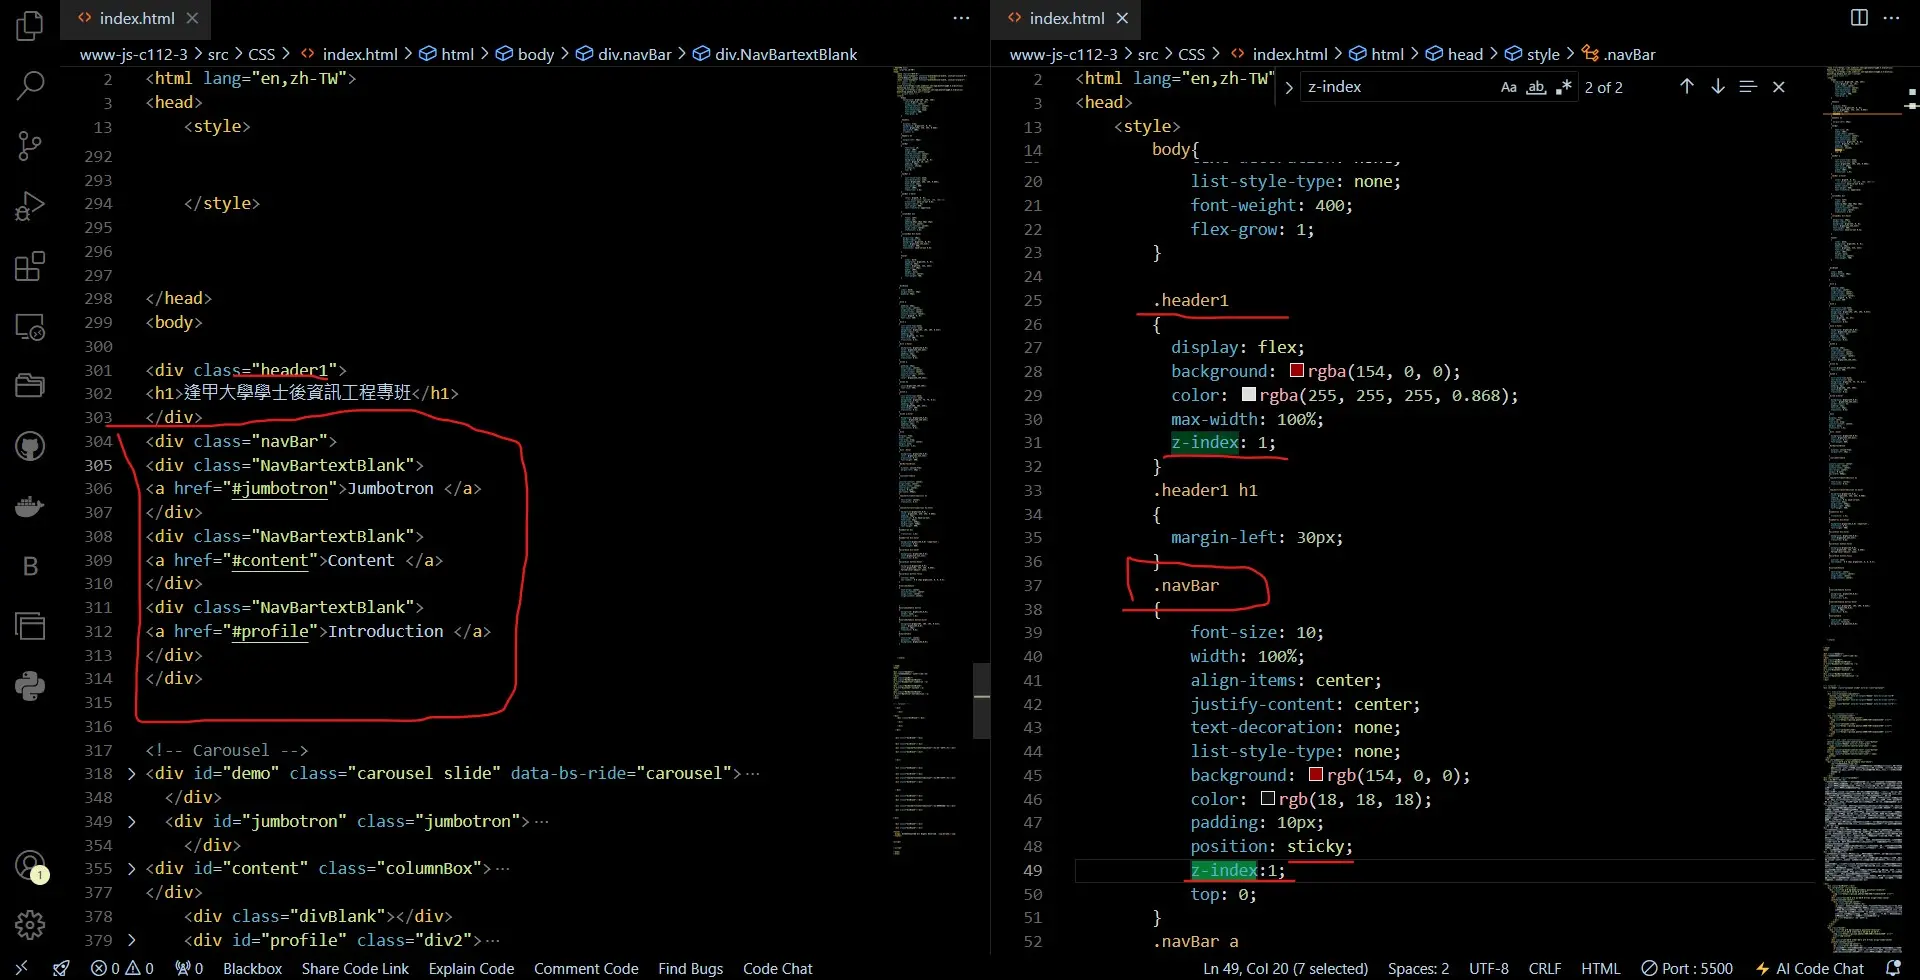 index.html
www-js-c112-3 > src > CSS > index.html > html > body > div.navBar > div.NavBartextBlank
2 <html lang="en,zh-TW">
3 <head>
13 <style>
292
293
294 </style>
295
296
297
298 </head>
299 <body>
300
301 <div class="header1">
302 <h1>逢甲大學學士後資訊工程專班</h1>
303 </div>
304 <div class="navBar">
305 <div class="NavBartextBlank">
306 <a href="#jumbotron">Jumbotron </a>
307 </div>
308 <div class="NavBartextBlank">
309 <a href="#content">Content </a>
310 </div>
311 <div class="NavBartextBlank">
312 <a href="#profile">Introduction </a>
313 </div>
314 </div>
315
316
317 <!-- Carousel -->
318 > <div id="demo" class="carousel slide" data-bs-ride="carousel">···
348 </div>
349 > <div id="jumbotron" class="jumbotron">···
354 </div>
355 > <div id="content" class="columnBox">···
377 </div>
378 <div class="divBlank"></div>
379 > <div id="profile" class="div2">···
index.html
www-js-c112-3 > src > CSS > index.html > html > head > style > .navBar
z-index
Aa ab .* 2 of 2
2 <html lang="en,zh-TW"
3 <head>
13 <style>
14 body{
20 list-style-type: none;
21 font-weight: 400;
22 flex-grow: 1;
23 }
24
25 .header1
26 {
27 display: flex;
28 background: rgba(154, 0, 0);
29 color: rgba(255, 255, 255, 0.868);
30 max-width: 100%;
31 z-index: 1;
32 }
33 .header1 h1
34 {
35 margin-left: 30px;
36 }
37 .navBar
38 {
39 font-size: 10;
40 width: 100%;
41 align-items: center;
42 justify-content: center;
43 text-decoration: none;
44 list-style-type: none;
45 background: rgb(154, 0, 0);
46 color: rgb(18, 18, 18);
47 padding: 10px;
48 position: sticky;
49 z-index:1;
50 top: 0;
51 }
52 .navBar a
B
1
0 0 0 Blackbox Share Code Link Explain Code Comment Code Find Bugs Code Chat Ln 49, Col 20 (7 selected) Spaces: 2 UTF-8 CRLF HTML Port : 5500 AI Code Chat